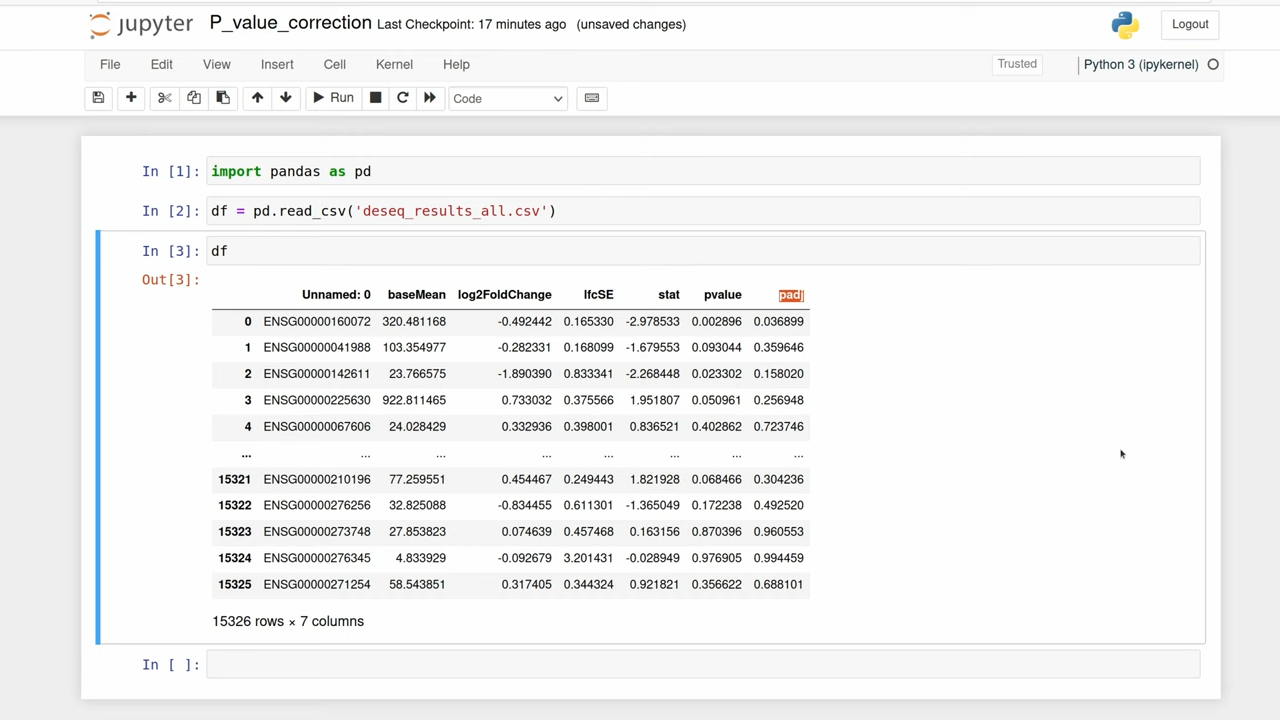 jupyter P_value_correction Last Checkpoint: 17 minutes ago (unsaved changes) Logout
File Edit View Insert Cell Kernel Help Trusted Python 3 (ipykernel)
Run Code
In [1]: import pandas as pd
In [2]: df = pd.read_csv('deseq_results_all.csv')
In [3]: df
Out[3]:
Unnamed: 0 baseMean log2FoldChange lfcSE stat pvalue padj
0 ENSG00000160072 320.481168 -0.492442 0.165330 -2.978533 0.002896 0.036899
1 ENSG00000041988 103.354977 -0.282331 0.168099 -1.679553 0.093044 0.359646
2 ENSG00000142611 23.766575 -1.890390 0.833341 -2.268448 0.023302 0.158020
3 ENSG00000225630 922.811465 0.733032 0.375566 1.951807 0.050961 0.256948
4 ENSG00000067606 24.028429 0.332936 0.398001 0.836521 0.402862 0.723746
... ... ... ... ... ... ... ...
15321 ENSG00000210196 77.259551 0.454467 0.249443 1.821928 0.068466 0.304236
15322 ENSG00000276256 32.825088 -0.834455 0.611301 -1.365049 0.172238 0.492520
15323 ENSG00000273748 27.853823 0.074639 0.457468 0.163156 0.870396 0.960553
15324 ENSG00000276345 4.833929 -0.092679 3.201431 -0.028949 0.976905 0.994459
15325 ENSG00000271254 58.543851 0.317405 0.344324 0.921821 0.356622 0.688101
15326 rows × 7 columns
In [ ]: